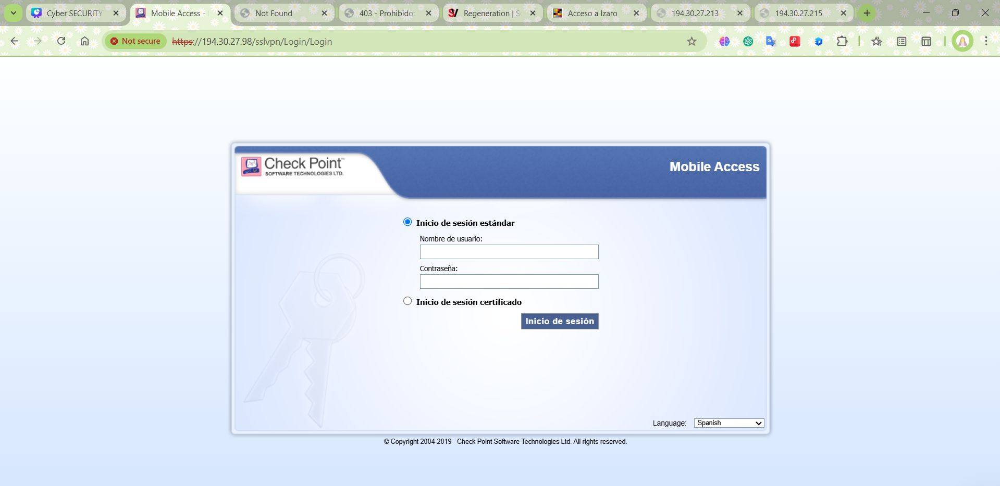 Cyber SECURITY
Mobile Access -
Not Found
403 - Prohibido:
Regeneration | S
Acceso a Izaro
194.30.27.213
194.30.27.215
Not secure
https://194.30.27.98/sslvpn/Login/Login
Check Point™
SOFTWARE TECHNOLOGIES LTD.
Mobile Access
Inicio de sesión estándar
Nombre de usuario:
Contraseña:
Inicio de sesión certificado
Inicio de sesión
Language: Spanish
© Copyright 2004-2019 Check Point Software Technologies Ltd. All rights reserved.